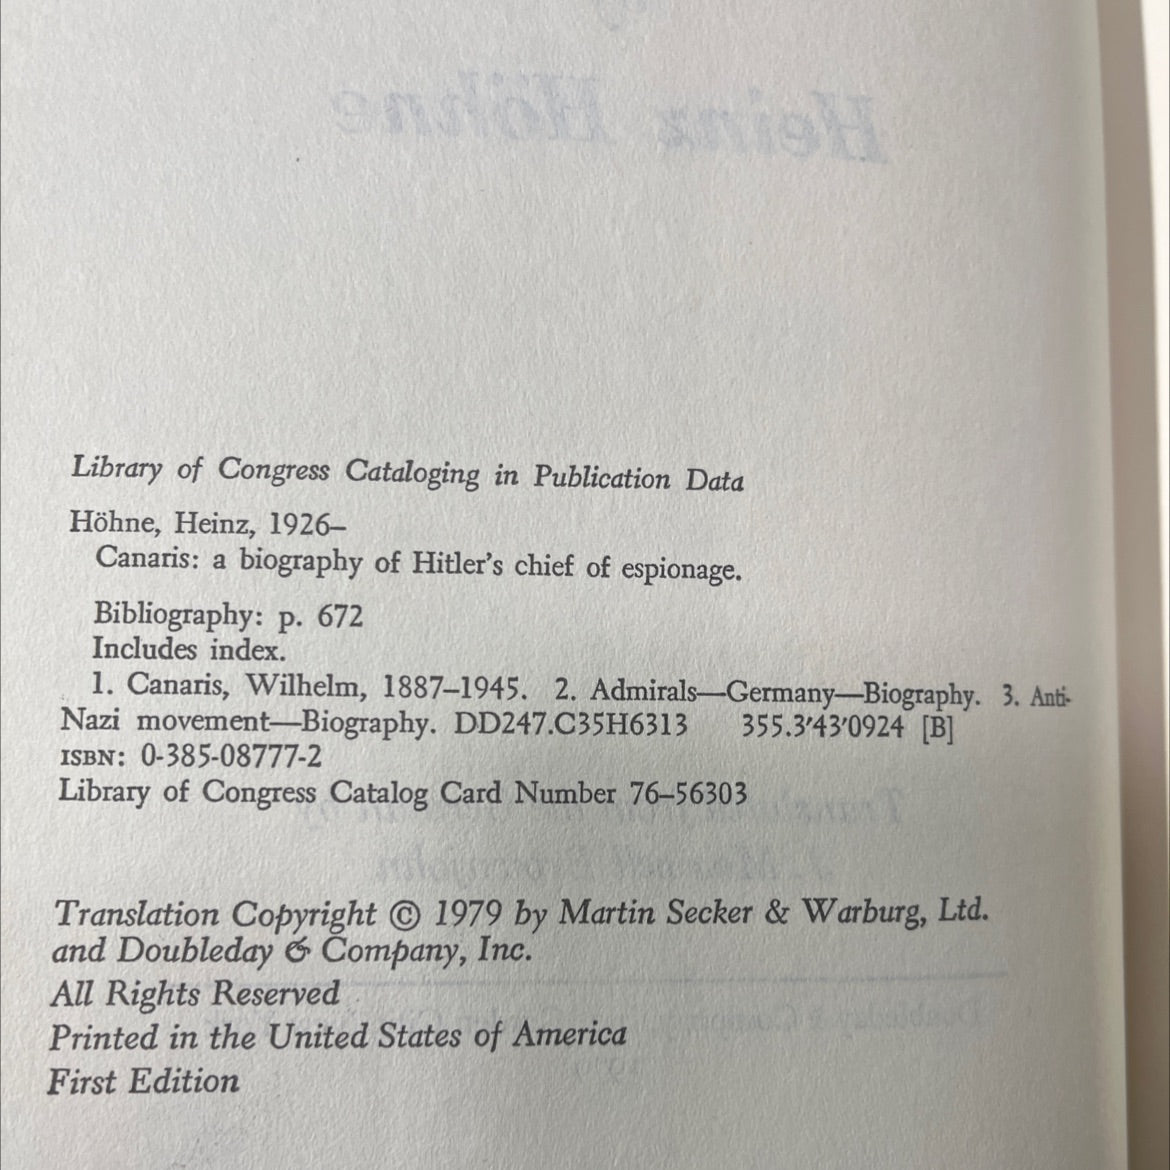 Heinz Höhne
Library of Congress Cataloging in Publication Data
Höhne, Heinz, 1926–
Canaris: a biography of Hitler's chief of espionage.
Bibliography: p. 672
Includes index.
1. Canaris, Wilhelm, 1887–1945. 2. Admirals—Germany—Biography. 3. Anti-
Nazi movement—Biography. DD247.C35H6313 355.3'43'0924 [B]
ISBN: 0-385-08777-2
Library of Congress Catalog Card Number 76–56303
Translation Copyright © 1979 by Martin Secker & Warburg, Ltd.
and Doubleday & Company, Inc.
All Rights Reserved
Printed in the United States of America
First Edition